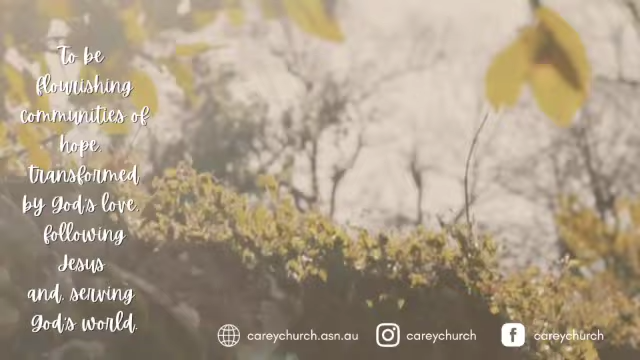 To be
flourishing
communities of
hope,
transformed
by God's love,
following
Jesus
and, serving
God's world.
careychurch.asn.au careychurch careychurch